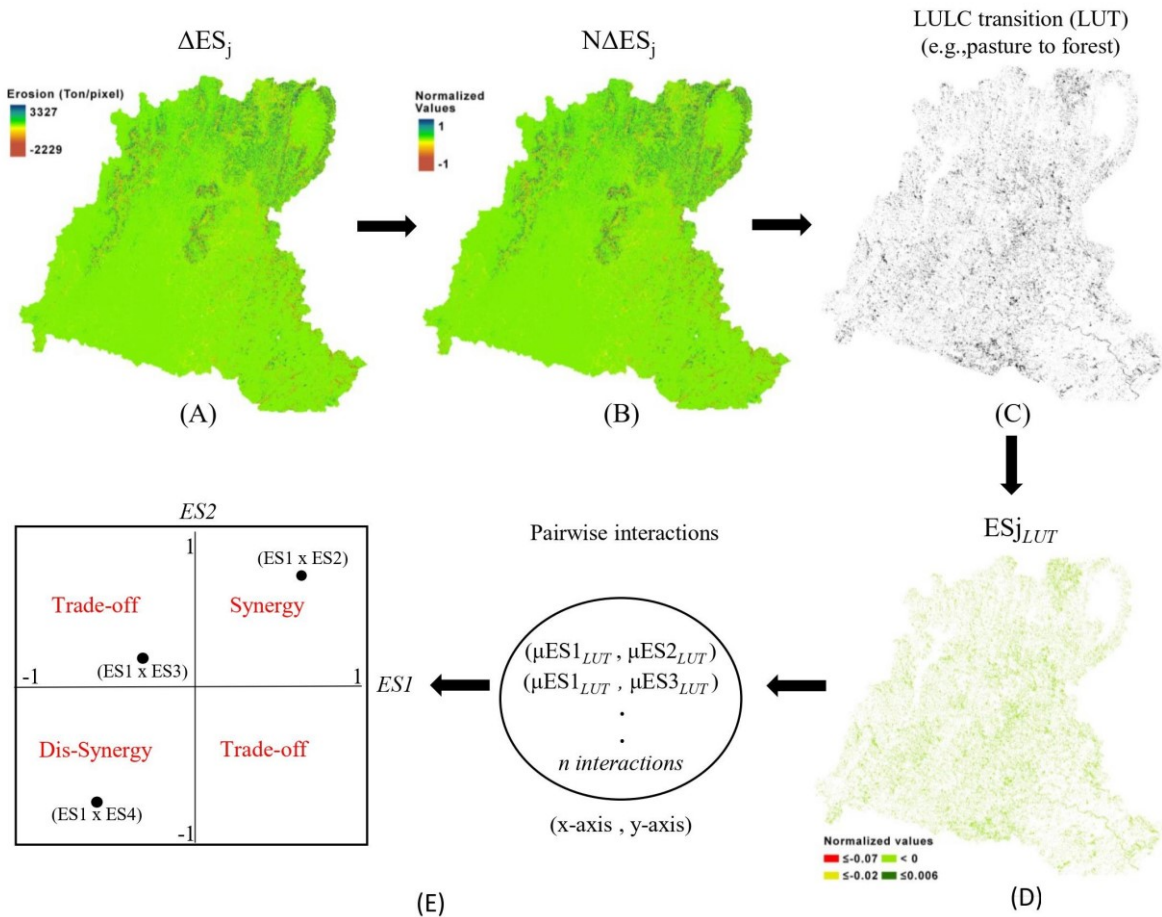 ΔESj
Erosion (Ton/pixel)
3327
-2229
(A)
NΔESj
Normalized
Values
1
-1
(B)
LULC transition (LUT)
(e.g.,pasture to forest)
(C)
ESjLUT
Normalized values
≤-0.07 < 0
≤-0.02 ≤0.006
(D)
Pairwise interactions
(μES1LUT , μES2LUT)
(μES1LUT , μES3LUT)
.
.
n interactions
(x-axis , y-axis)
ES2
1
(ES1 x ES2)
Trade-off Synergy
(ES1 x ES3)
-1 1
ES1
Dis-Synergy Trade-off
(ES1 x ES4)
-1
(E)